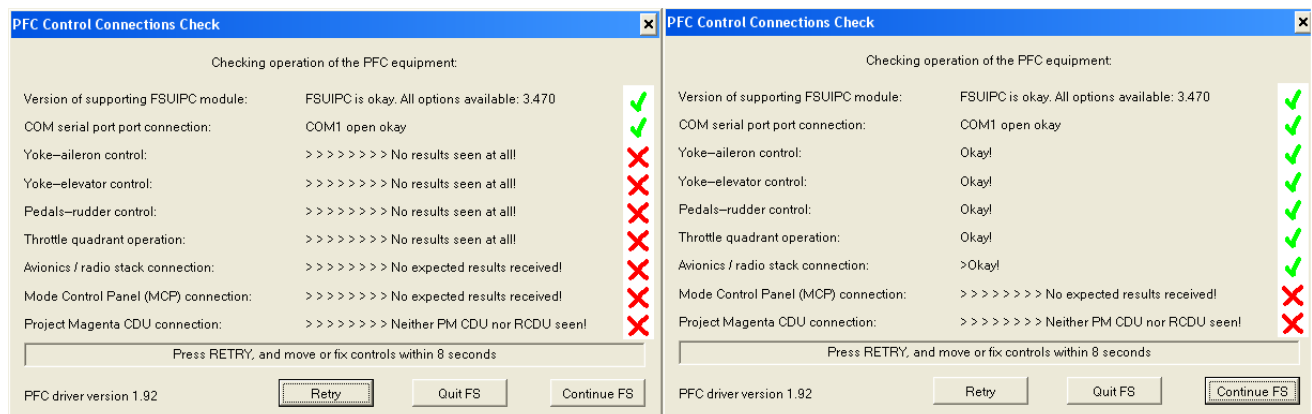 PFC Control Connections Check
Checking operation of the PFC equipment:
Version of supporting FSUIPC module: FSUIPC is okay. All options available: 3.470
COM serial port port connection: COM1 open okay
Yoke–aileron control: > > > > > > > > No results seen at all!
Yoke–elevator control: > > > > > > > > No results seen at all!
Pedals–rudder control: > > > > > > > > No results seen at all!
Throttle quadrant operation: > > > > > > > > No results seen at all!
Avionics / radio stack connection: > > > > > > > > No expected results received!
Mode Control Panel (MCP) connection: > > > > > > > > No expected results received!
Project Magenta CDU connection: > > > > > > > > Neither PM CDU nor RCDU seen!
Press RETRY, and move or fix controls within 8 seconds
PFC driver version 1.92 Retry Quit FS Continue FS
PFC Control Connections Check
Checking operation of the PFC equipment:
Version of supporting FSUIPC module: FSUIPC is okay. All options available: 3.470
COM serial port port connection: COM1 open okay
Yoke–aileron control: Okay!
Yoke–elevator control: Okay!
Pedals–rudder control: Okay!
Throttle quadrant operation: Okay!
Avionics / radio stack connection: >Okay!
Mode Control Panel (MCP) connection: > > > > > > > > No expected results received!
Project Magenta CDU connection: > > > > > > > > Neither PM CDU nor RCDU seen!
Press RETRY, and move or fix controls within 8 seconds
PFC driver version 1.92 Retry Quit FS Continue FS